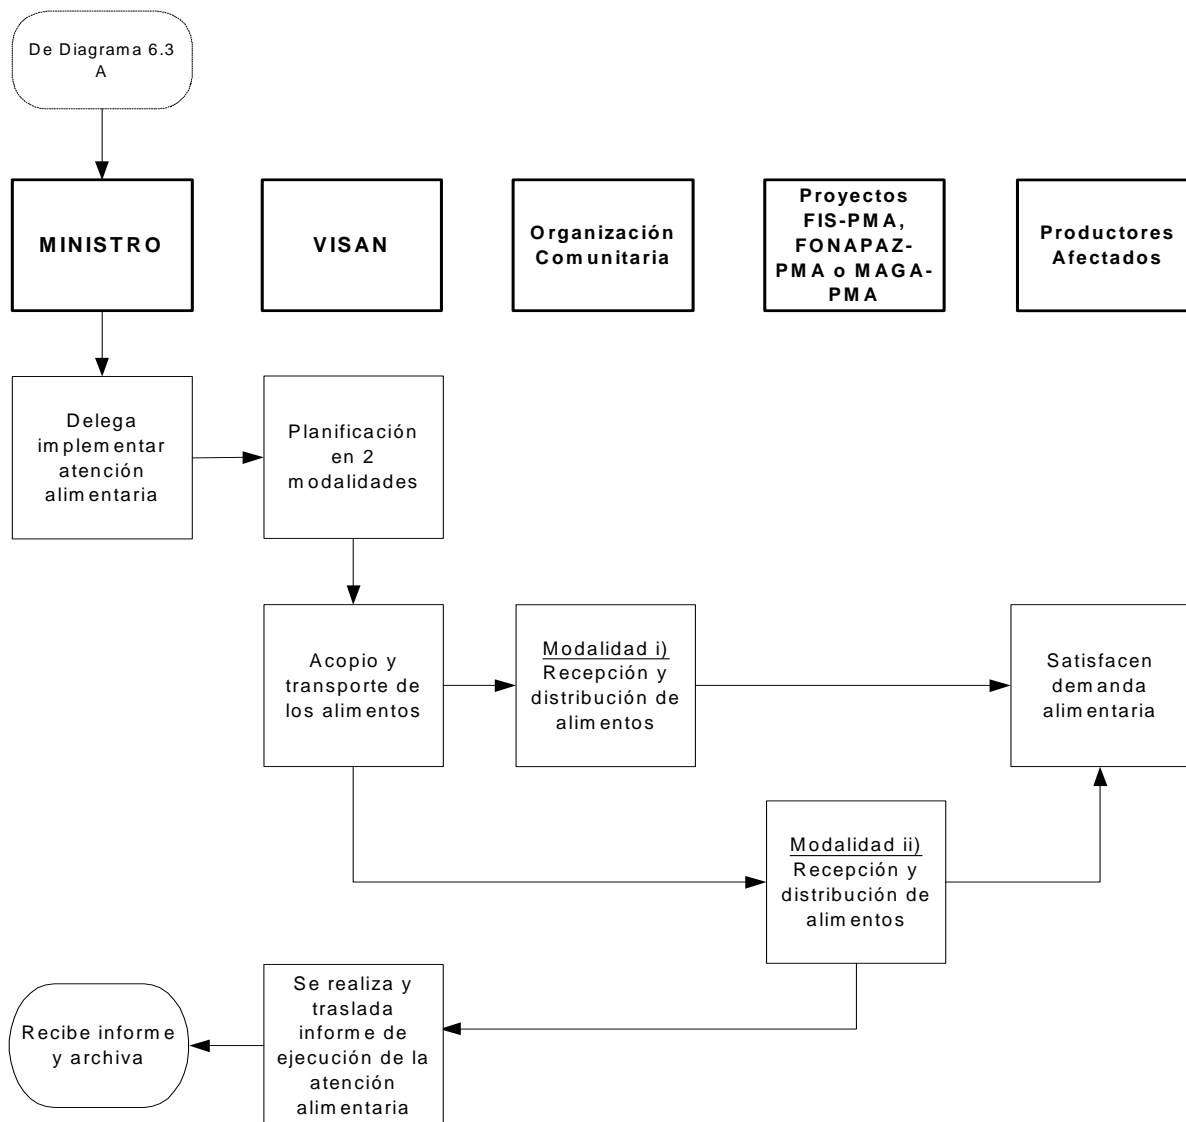 De Diagrama 6.3
A
MINISTRO
VISAN
Organización
Comunitaria
Proyectos
FIS-PMA,
FONAPAZ-
PMA o MAGA-
PMA
Productores
Afectados
Delega
implementar
atención
alimentaria
Planificación
en 2
modalidades
Acopio y
transporte de
los alimentos
Modalidad i)
Recepción y
distribución de
alimentos
Satisfacen
demanda
alimentaria
Modalidad ii)
Recepción y
distribución de
alimentos
Recibe informe
y archiva
Se realiza y
traslada
informe de
ejecución de la
atención
alimentaria